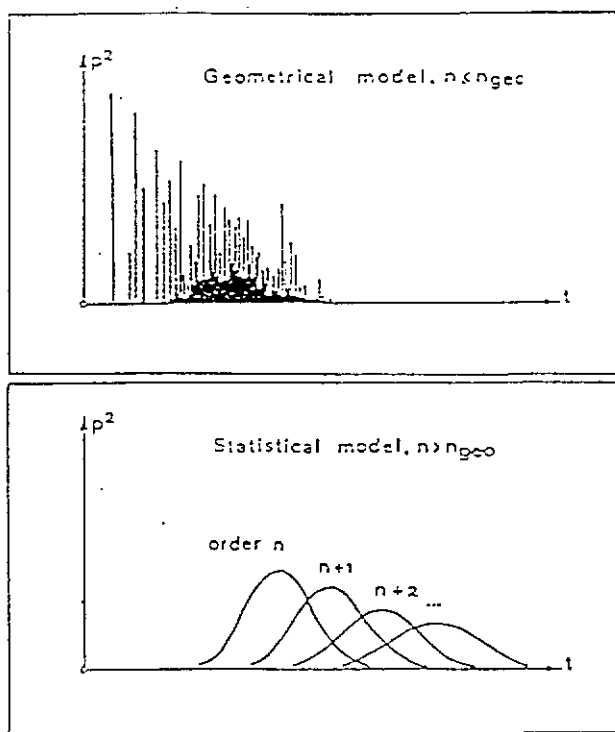 p²
Geometrical model, n≤n_geo
t
p²
Statistical model, n>n_geo
order n
n+1
n+2 ...
t